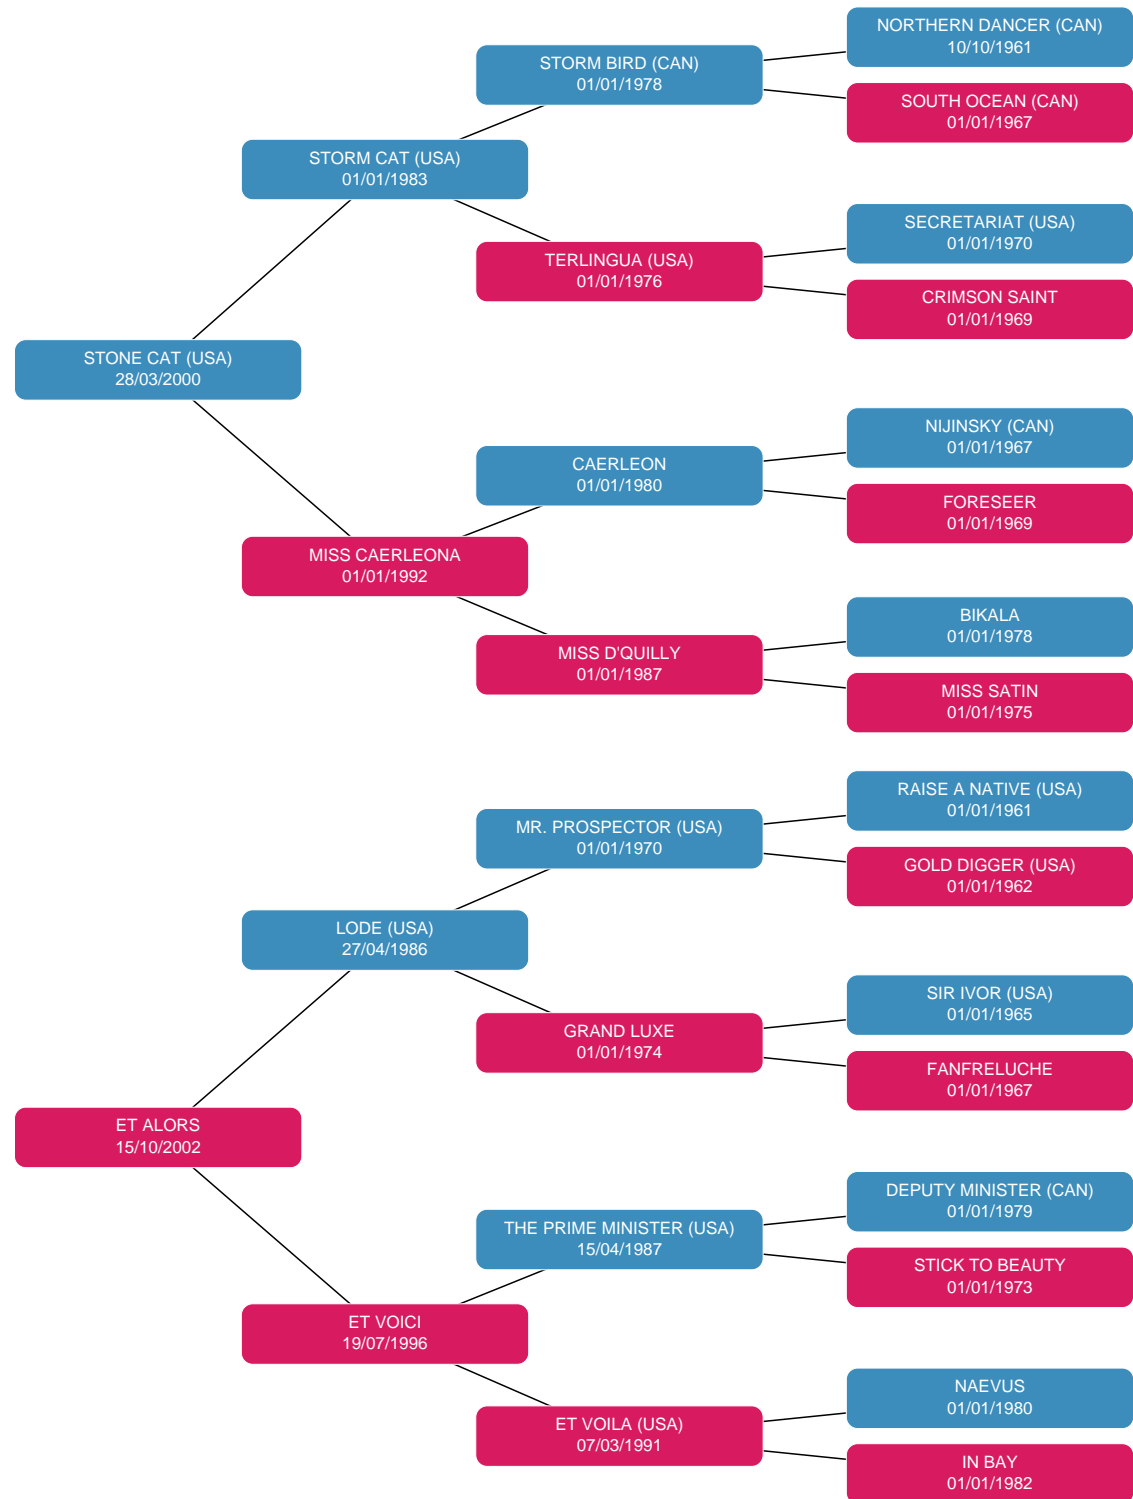 NORTHERN DANCER (CAN)
10/10/1961
STORM BIRD (CAN)
01/01/1978
SOUTH OCEAN (CAN)
01/01/1967
STORM CAT (USA)
01/01/1983
SECRETARIAT (USA)
01/01/1970
TERLINGUA (USA)
01/01/1976
CRIMSON SAINT
01/01/1969
STONE CAT (USA)
28/03/2000
NIJINSKY (CAN)
01/01/1967
CAERLEON
01/01/1980
FORESEER
01/01/1969
MISS CAERLEONA
01/01/1992
BIKALA
01/01/1978
MISS D'QUILLY
01/01/1987
MISS SATIN
01/01/1975
RAISE A NATIVE (USA)
01/01/1961
MR. PROSPECTOR (USA)
01/01/1970
GOLD DIGGER (USA)
01/01/1962
LODE (USA)
27/04/1986
SIR IVOR (USA)
01/01/1965
GRAND LUXE
01/01/1974
FANFRELUCHE
01/01/1967
ET ALORS
15/10/2002
DEPUTY MINISTER (CAN)
01/01/1979
THE PRIME MINISTER (USA)
15/04/1987
STICK TO BEAUTY
01/01/1973
ET VOICI
19/07/1996
NAEVUS
01/01/1980
ET VOILA (USA)
07/03/1991
IN BAY
01/01/1982